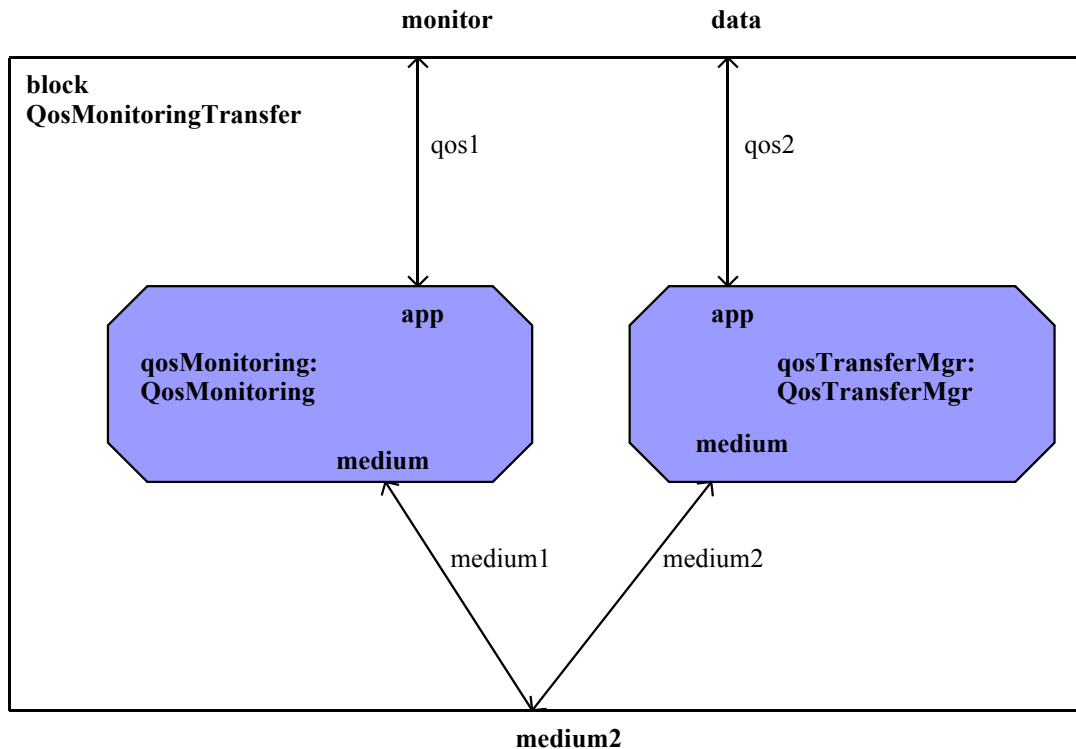 monitor
data
block
QosMonitoringTransfer
qos1
qos2
app
app
qosMonitoring:
QosMonitoring
qosTransferMgr:
QosTransferMgr
medium
medium
medium1
medium2
medium2